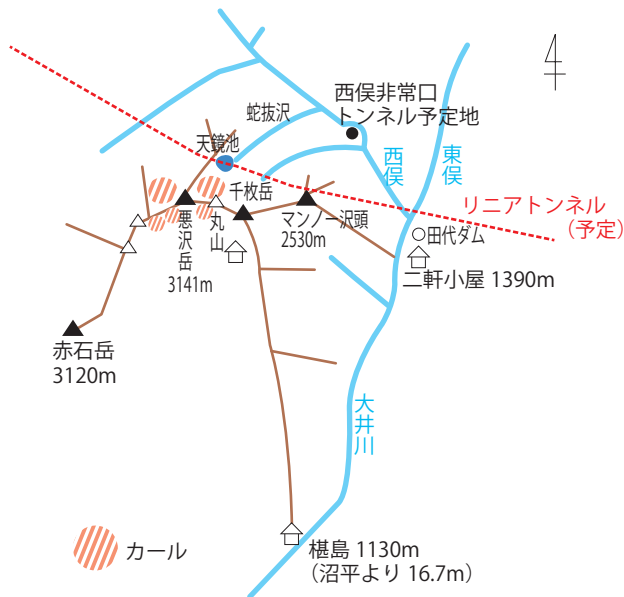 西俣非常口
トンネル予定地
蛇抜沢
天鏡池
西俣
東俣
千枚岳
リニアトンネル
（予定）
マンノー沢頭
2530m
田代ダム
丸山
悪沢岳
3141m
二軒小屋 1390m
赤石岳
3120m
大井川
カール
椹島 1130m
（沼平より 16.7m）